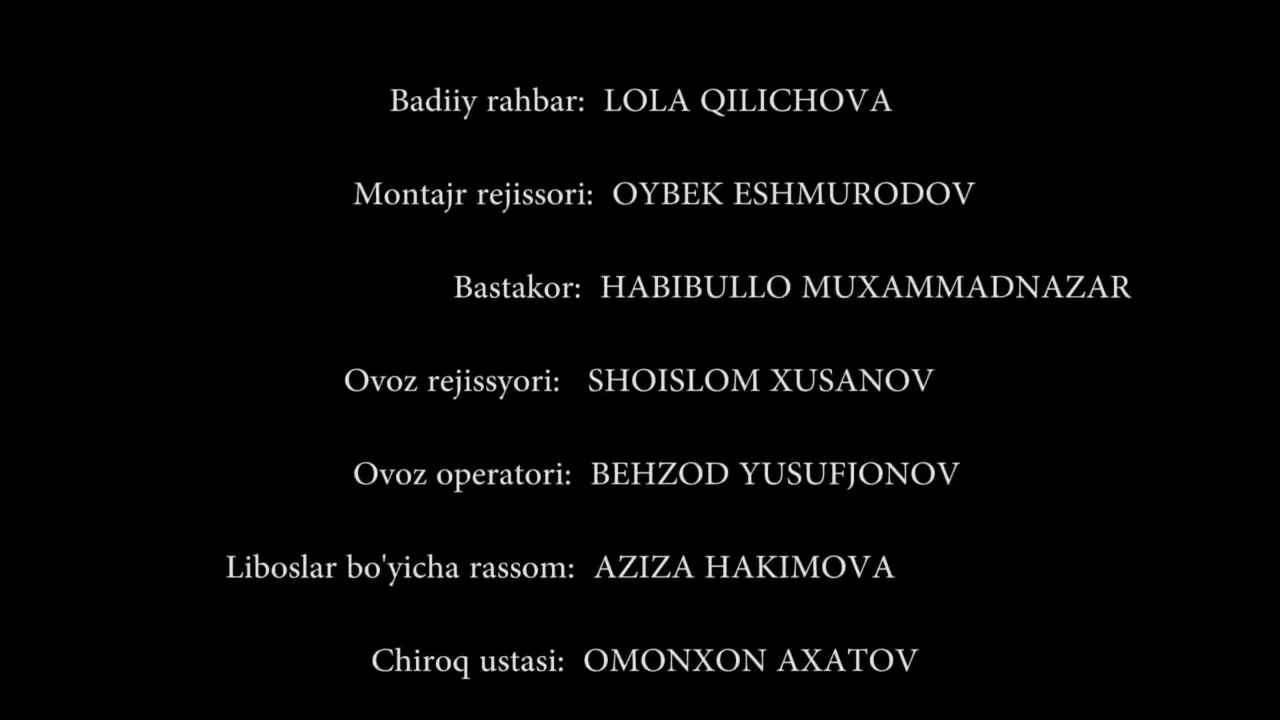 Badiiy rahbar: LOLA QILICHOVA
Montajr rejissori: OYBEK ESHMURODOV
Bastakor: HABIBULLO MUXAMMADNAZAR
Ovoz rejissyori: SHOISLOM XUSANOV
Ovoz operatori: BEHZOD YUSUFJONOV
Liboslar bo'yicha rassom: AZIZA HAKIMOVA
Chiroq ustasi: OMONXON AXATOV